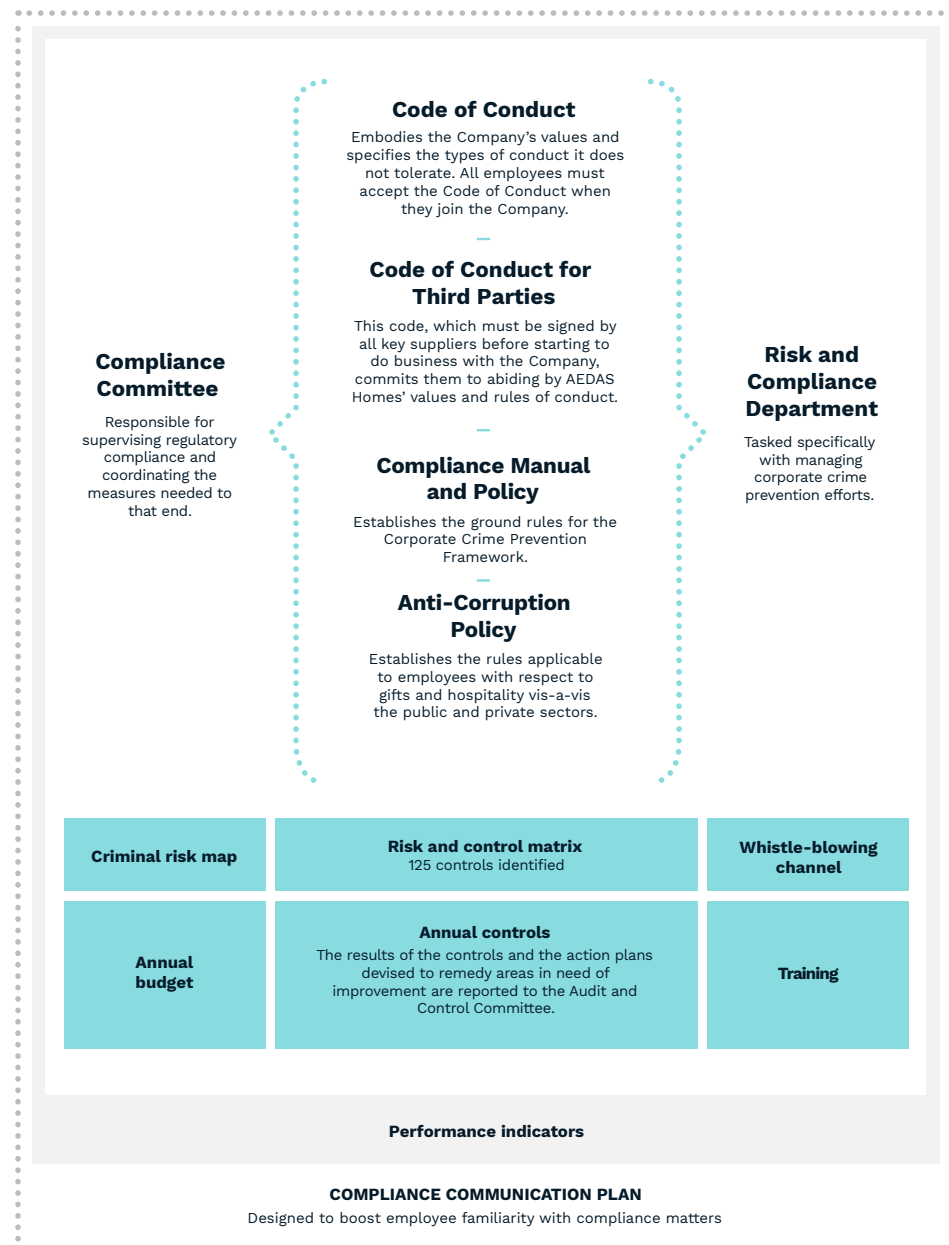 Code of Conduct
Embodies the Company’s values and
specifies the types of conduct it does
not tolerate. All employees must
accept the Code of Conduct when
they join the Company.
Code of Conduct for
Third Parties
This code, which must be signed by
all key suppliers before starting to
do business with the Company,
commits them to abiding by AEDAS
Homes’ values and rules of conduct.
Compliance Manual
and Policy
Establishes the ground rules for the
Corporate Crime Prevention
Framework.
Anti-Corruption
Policy
Establishes the rules applicable
to employees with respect to
gifts and hospitality vis-a-vis
the public and private sectors.
Compliance
Committee
Responsible for
supervising regulatory
compliance and
coordinating the
measures needed to
that end.
Risk and
Compliance
Department
Tasked specifically
with managing
corporate crime
prevention efforts.
Criminal risk map
Risk and control matrix
125 controls identified
Whistle-blowing
channel
Annual
budget
Annual controls
The results of the controls and the action plans
devised to remedy areas in need of
improvement are reported to the Audit and
Control Committee.
Training
Performance indicators
COMPLIANCE COMMUNICATION PLAN
Designed to boost employee familiarity with compliance matters